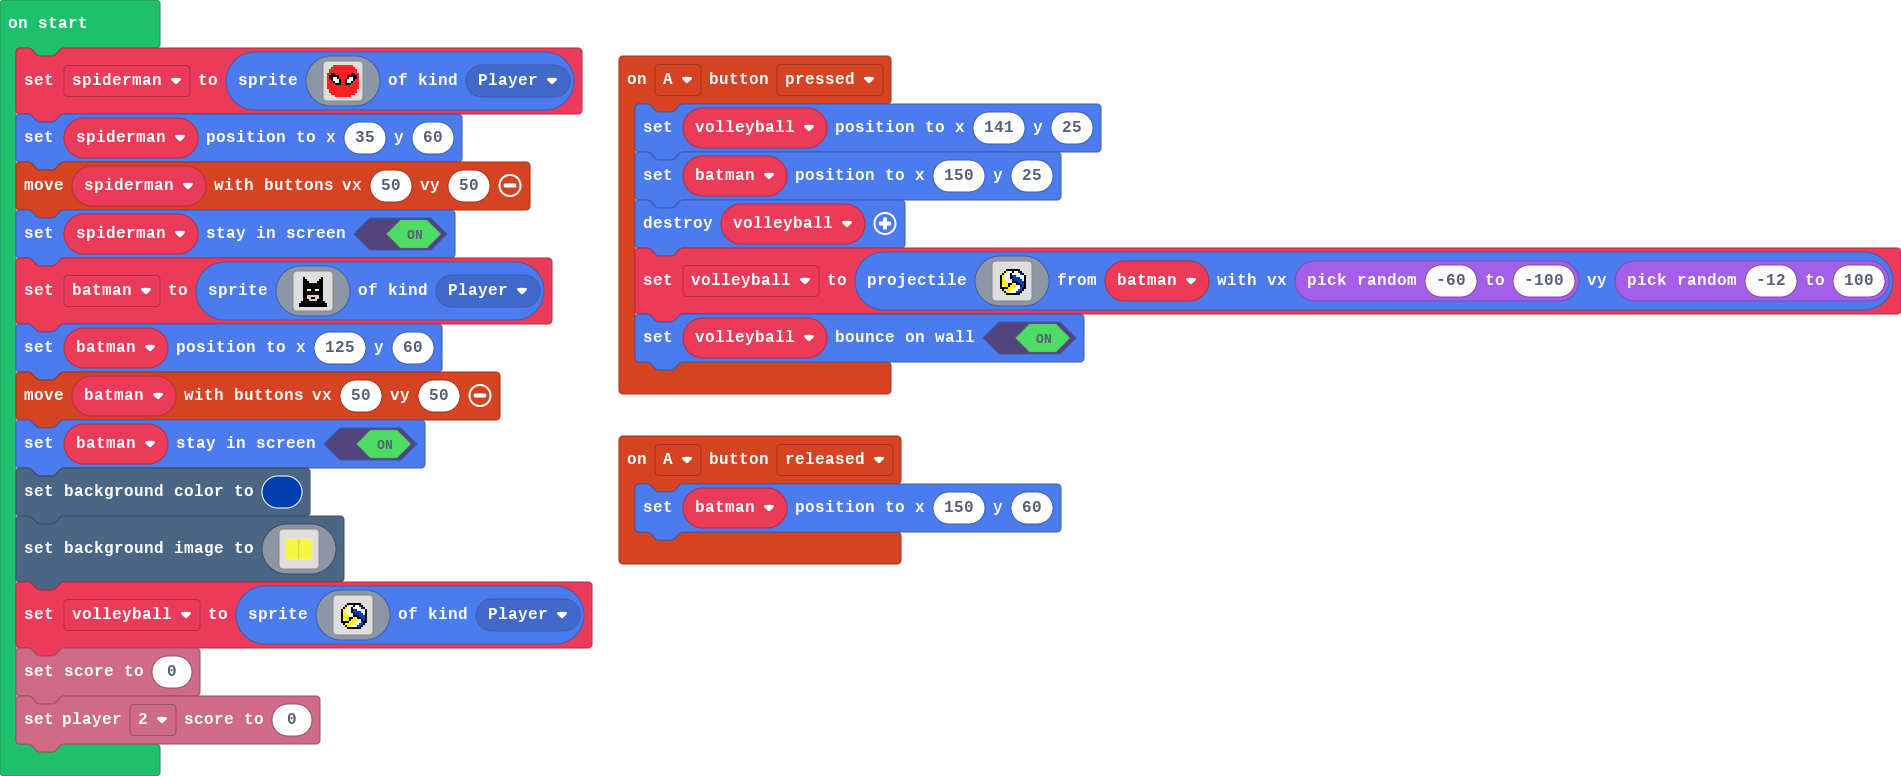 on start
set spiderman to sprite of kind Player
set spiderman position to x 35 y 60
move spiderman with buttons vx 50 vy 50
set spiderman stay in screen ON
set batman to sprite of kind Player
set batman position to x 125 y 60
move batman with buttons vx 50 vy 50
set batman stay in screen ON
set background color to
set background image to
set volleyball to sprite of kind Player
set score to 0
set player 2 score to 0
on A button pressed
set volleyball position to x 141 y 25
set batman position to x 150 y 25
destroy volleyball
set volleyball to projectile from batman with vx pick random -60 to -100 vy pick random -12 to 100
set volleyball bounce on wall ON
on A button released
set batman position to x 150 y 60